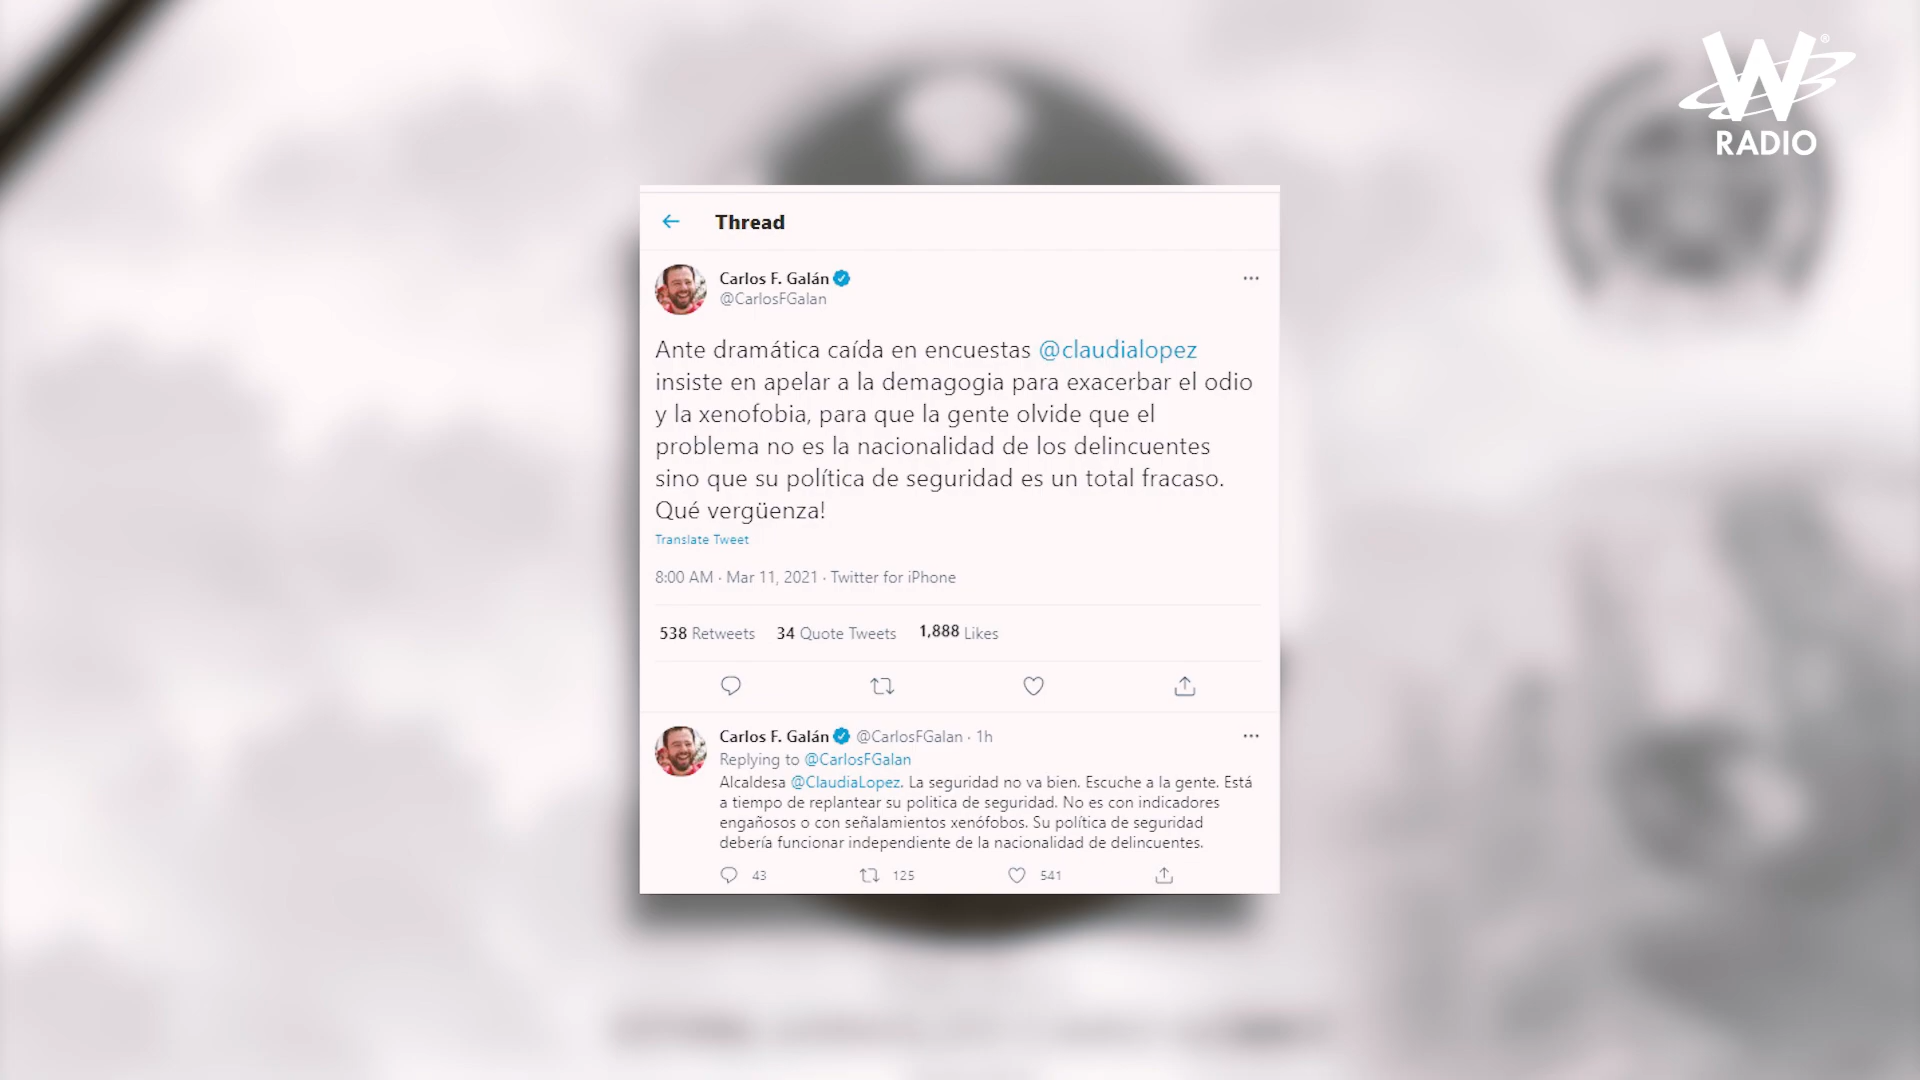 W®
RADIO
Thread
Carlos F. Galán
@CarlosFGalan
Ante dramática caída en encuestas @claudialopez
insiste en apelar a la demagogia para exacerbar el odio
y la xenofobia, para que la gente olvide que el
problema no es la nacionalidad de los delincuentes
sino que su política de seguridad es un total fracaso.
Qué vergüenza!
Translate Tweet
8:00 AM · Mar 11, 2021 · Twitter for iPhone
538 Retweets 34 Quote Tweets 1,888 Likes
Carlos F. Galán @CarlosFGalan · 1h
Replying to @CarlosFGalan
Alcaldesa @ClaudiaLopez. La seguridad no va bien. Escuche a la gente. Está
a tiempo de replantear su politica de seguridad. No es con indicadores
engañosos o con señalamientos xenófobos. Su política de seguridad
debería funcionar independiente de la nacionalidad de delincuentes.
43 125 541